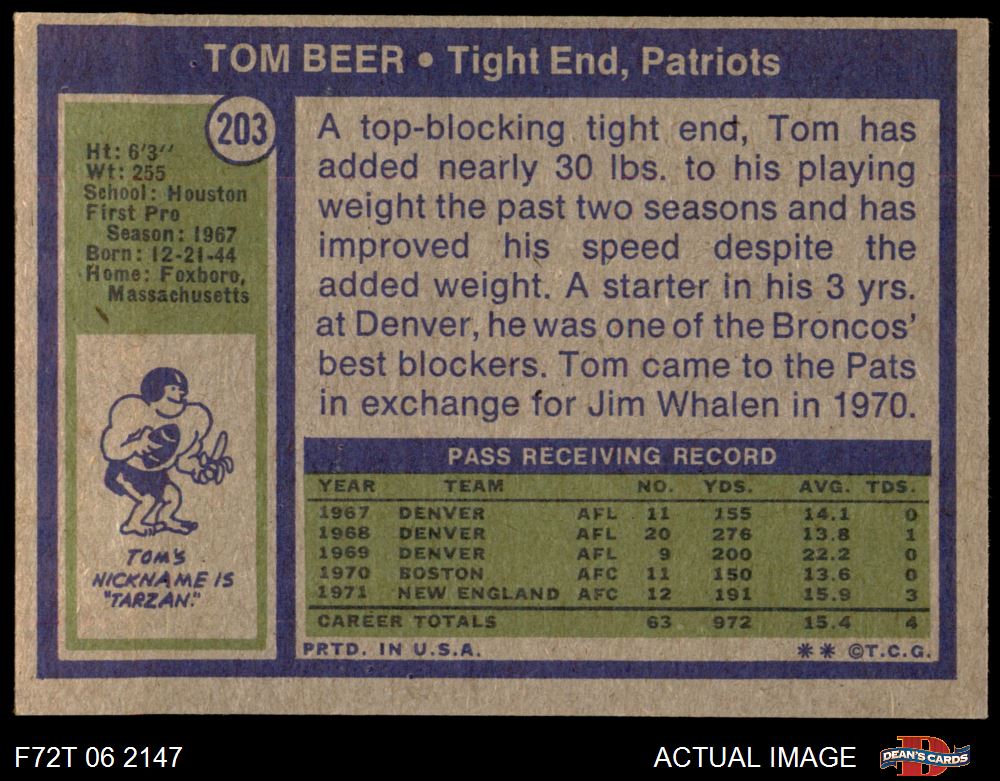 TOM BEER • Tight End, Patriots
203
Ht: 6'3"
Wt: 255
School: Houston
First Pro
Season: 1967
Born: 12-21-44
Home: Foxboro,
Massachusetts
TOM'S
NICKNAME IS
"TARZAN."
A top-blocking tight end, Tom has
added nearly 30 lbs. to his playing
weight the past two seasons and has
improved his speed despite the
added weight. A starter in his 3 yrs.
at Denver, he was one of the Broncos'
best blockers. Tom came to the Pats
in exchange for Jim Whalen in 1970.
PASS RECEIVING RECORD
YEAR TEAM NO. YDS. AVG. TDS.
1967 DENVER AFL 11 155 14.1 0
1968 DENVER AFL 20 276 13.8 1
1969 DENVER AFL 9 200 22.2 0
1970 BOSTON AFC 11 150 13.6 0
1971 NEW ENGLAND AFC 12 191 15.9 3
CAREER TOTALS 63 972 15.4 4
PRTD. IN U.S.A. ** ©T.C.G.
F72T 06 2147 ACTUAL IMAGE D DEAN'S CARDS